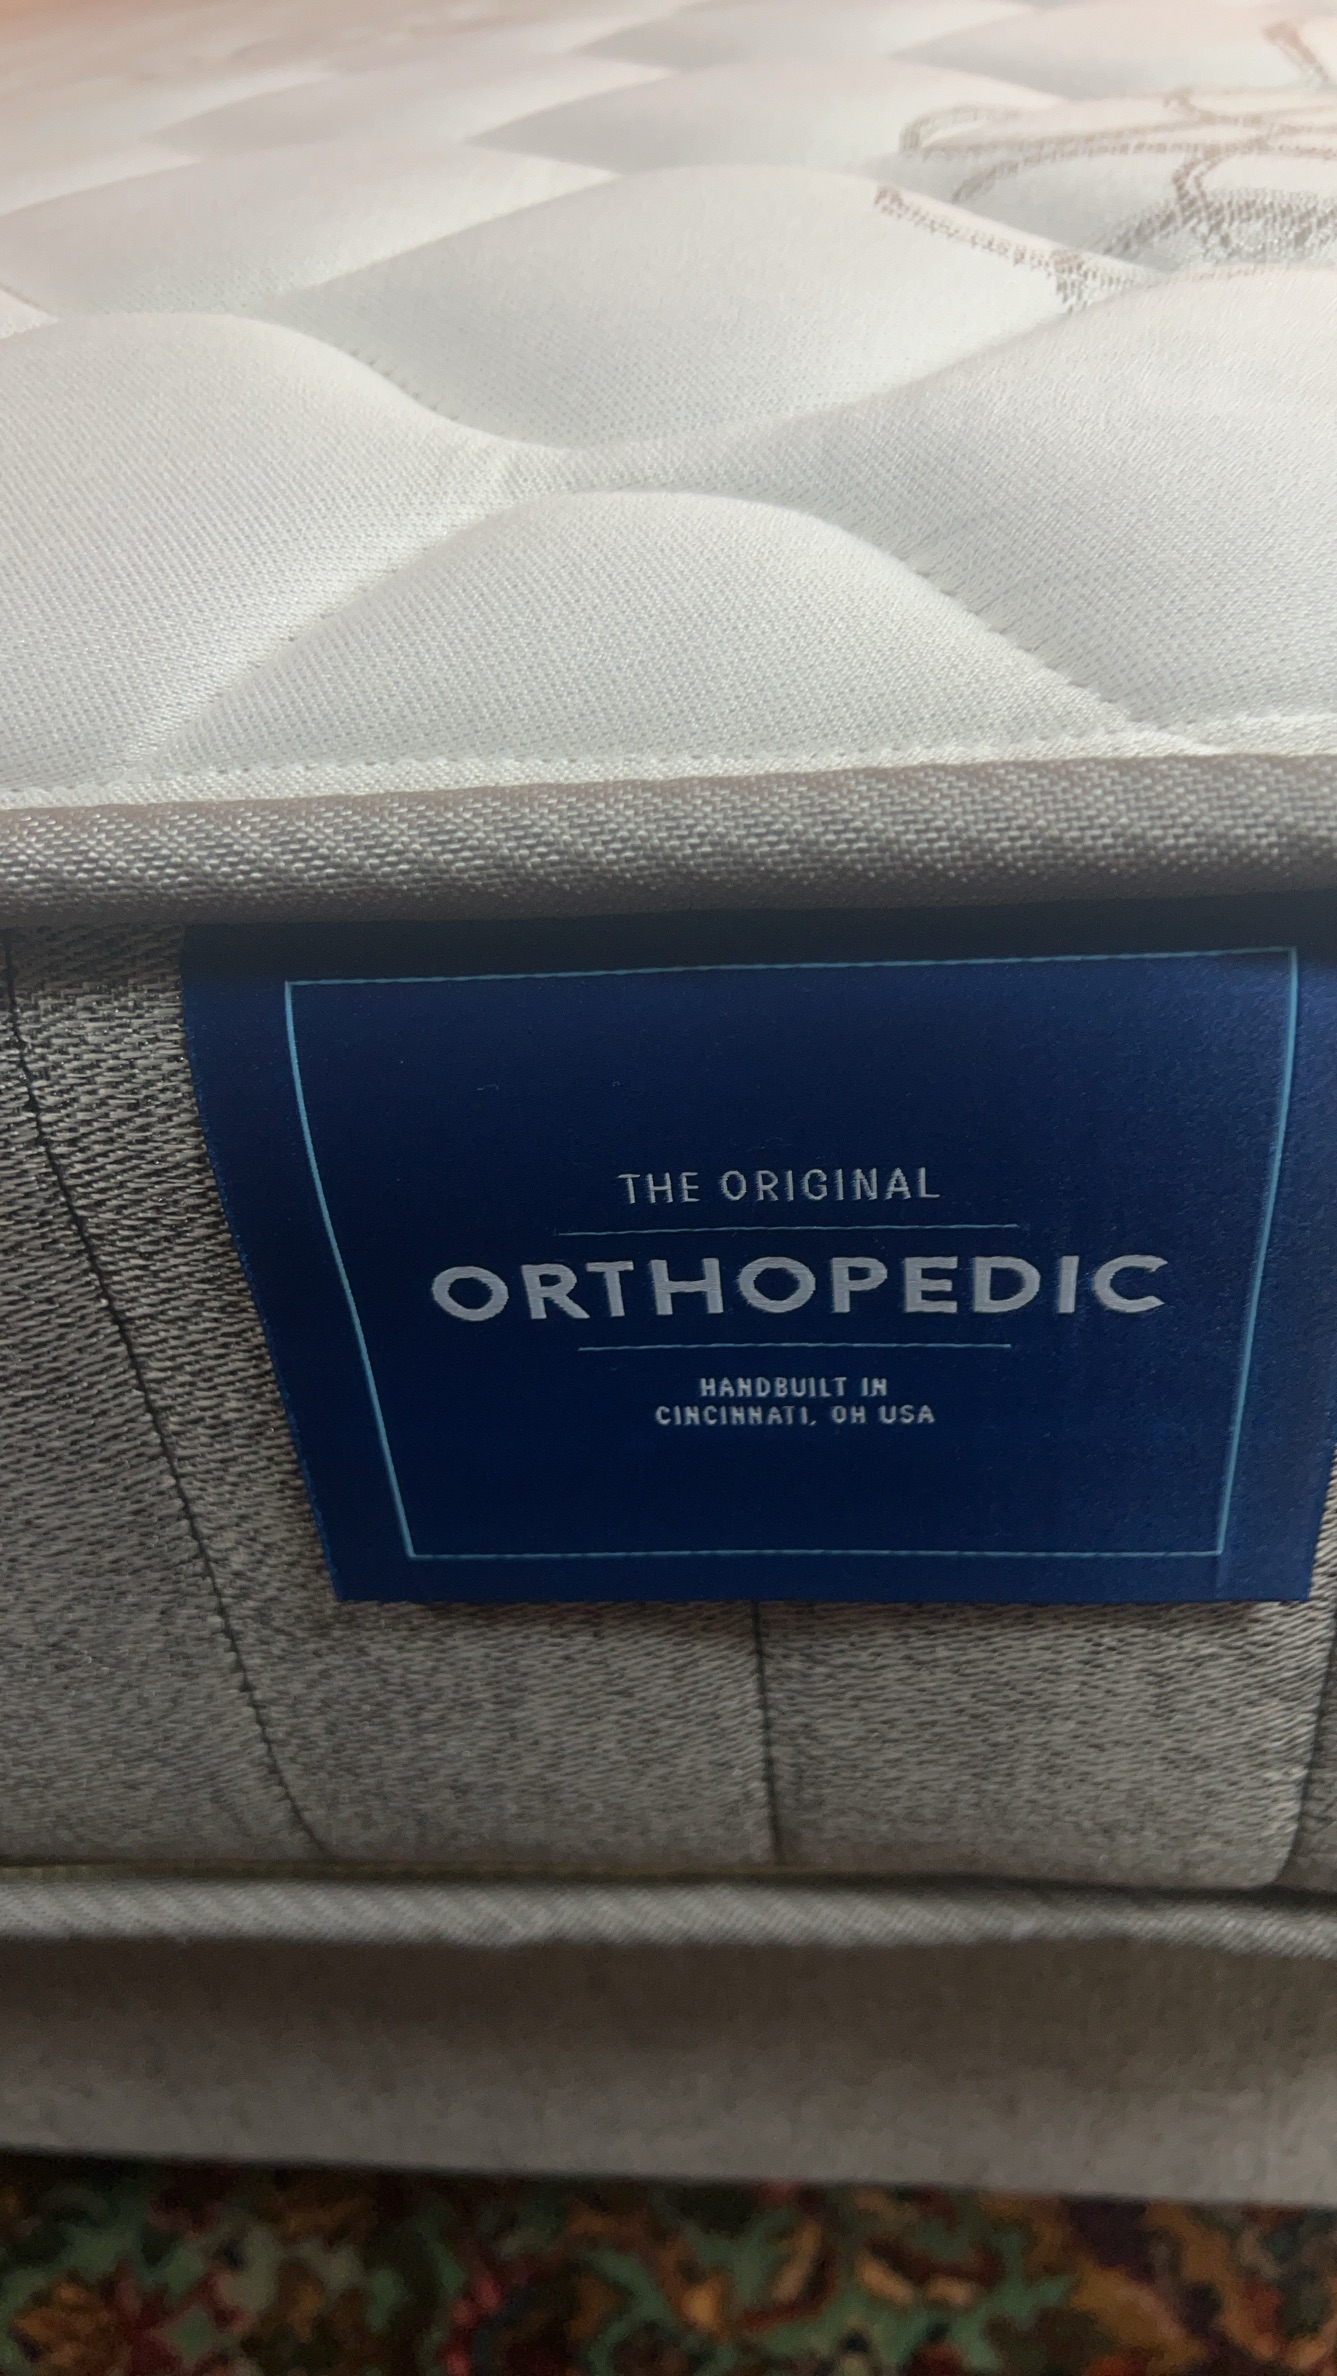 THE ORIGINAL
ORTHOPEDIC
HANDBUILT IN
CINCINNATI, OH USA